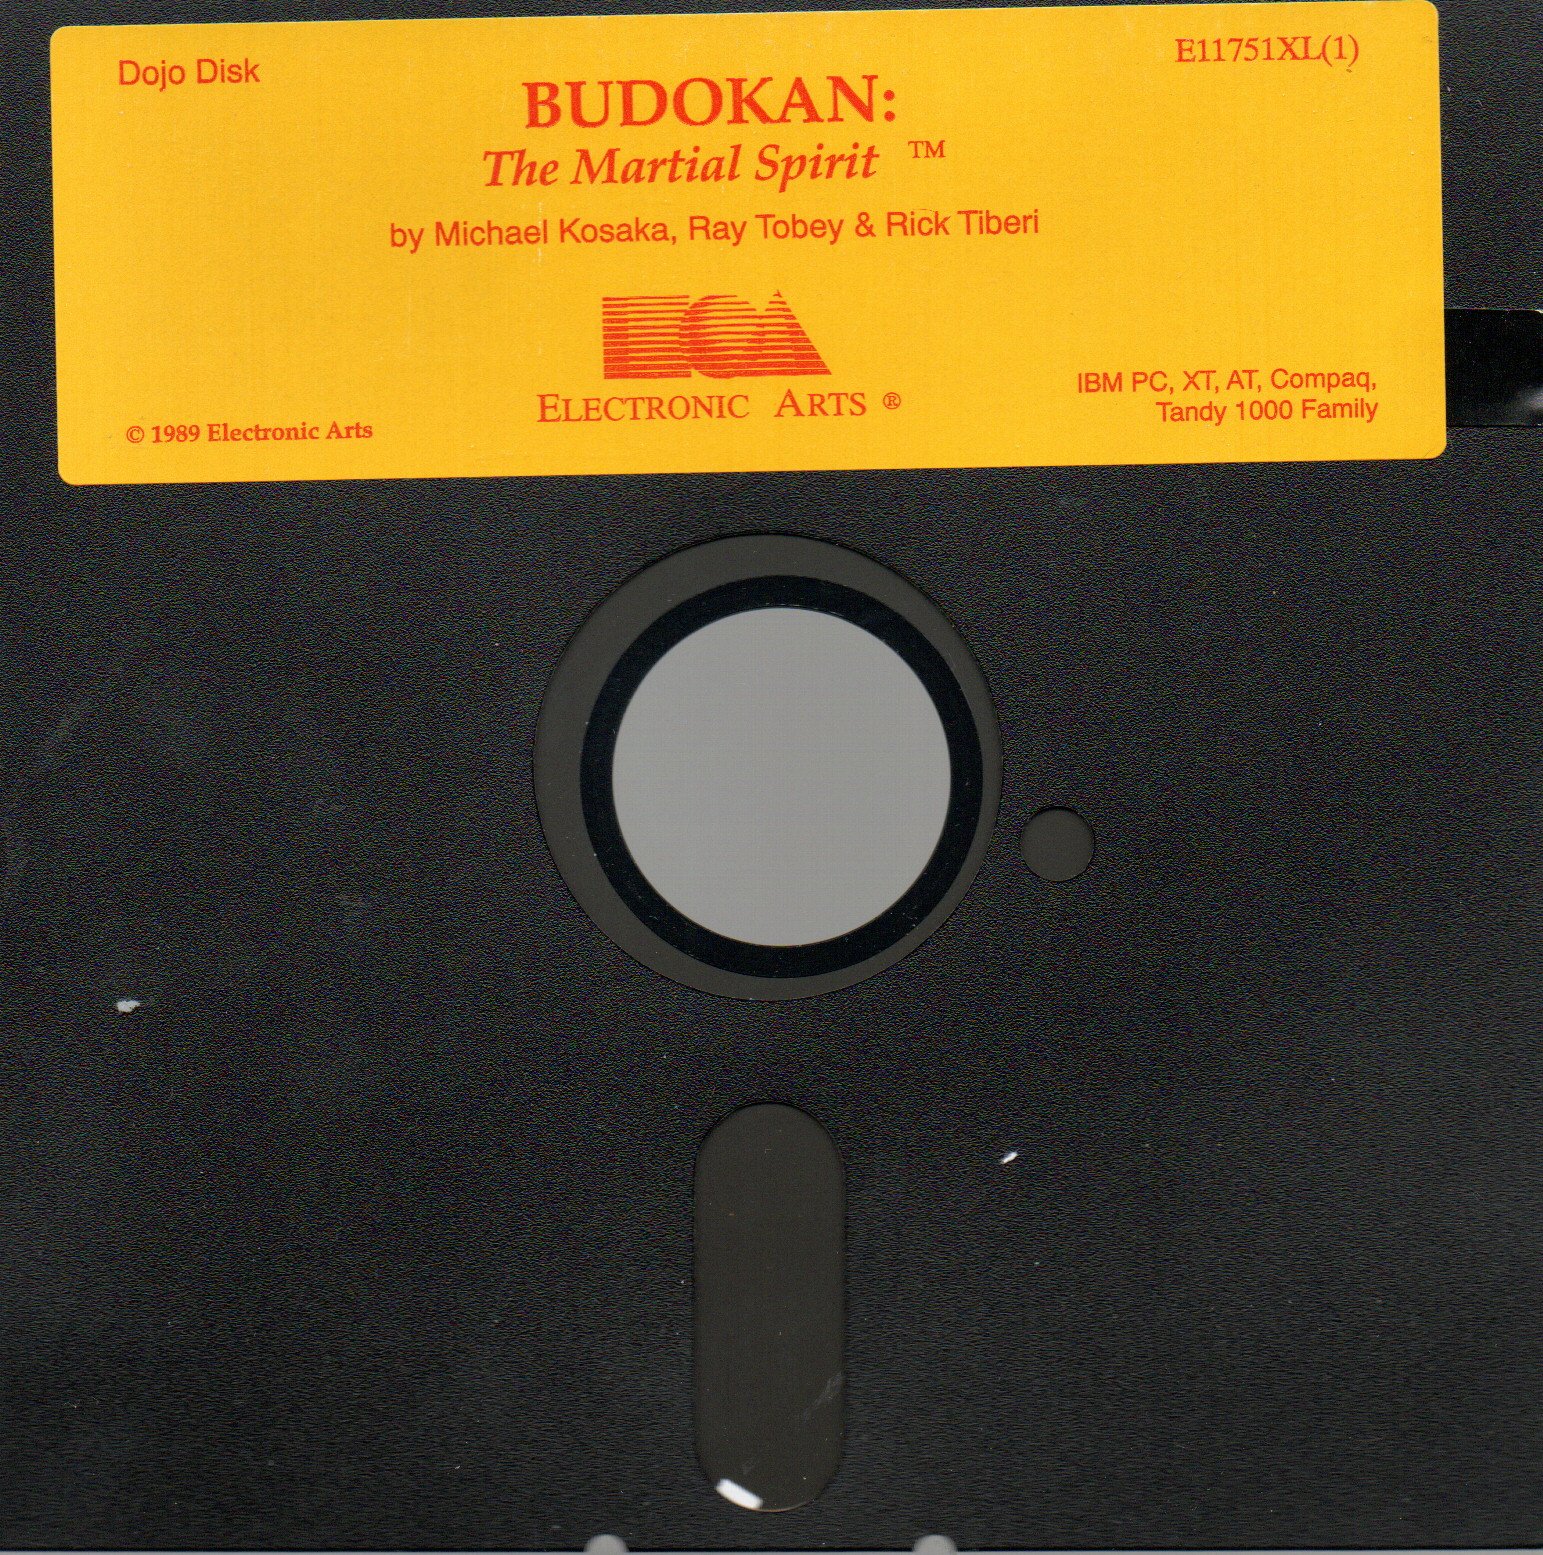 Dojo Disk
E11751XL(1)
BUDOKAN:
The Martial Spirit ™
by Michael Kosaka, Ray Tobey & Rick Tiberi
EA
ELECTRONIC ARTS ®
IBM PC, XT, AT, Compaq,
Tandy 1000 Family
© 1989 Electronic Arts